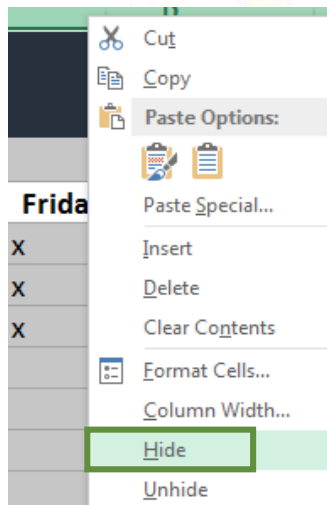 Cut
Copy
Paste Options:
Frida
Paste Special...
x
Insert
x
Delete
x
Clear Contents
Format Cells...
Column Width...
Hide
Unhide